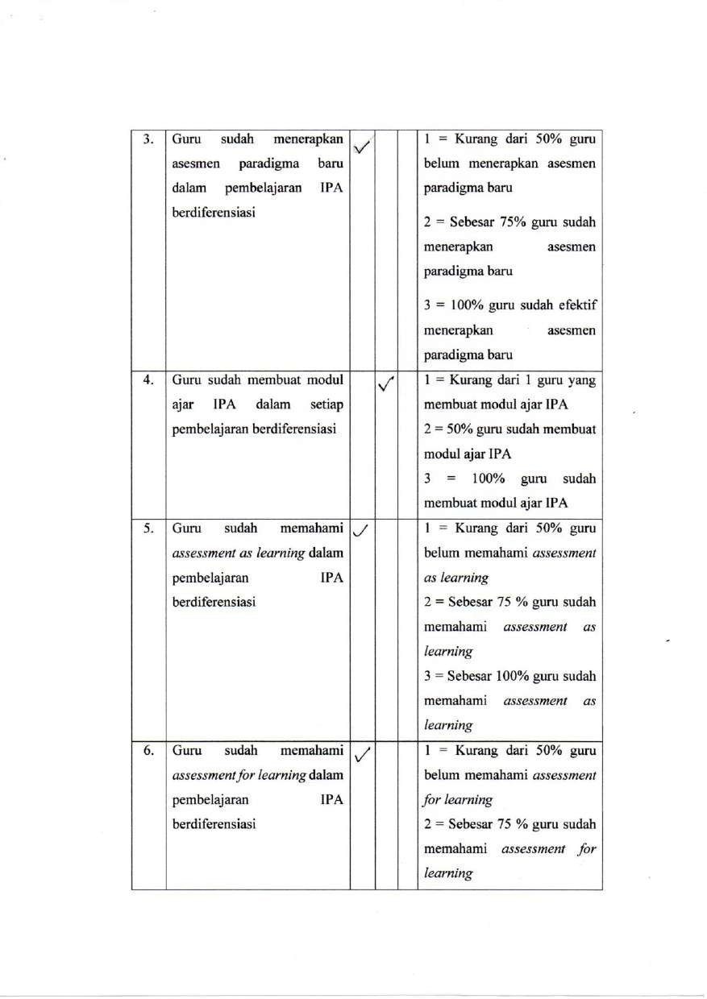 3.
Guru sudah menerapkan
asesmen paradigma baru
dalam pembelajaran IPA
berdiferensiasi
✓
1 = Kurang dari 50% guru
belum menerapkan asesmen
paradigma baru
2 = Sebesar 75% guru sudah
menerapkan asesmen
paradigma baru
3 = 100% guru sudah efektif
menerapkan asesmen
paradigma baru
4.
Guru sudah membuat modul
ajar IPA dalam setiap
pembelajaran berdiferensiasi
✓
1 = Kurang dari 1 guru yang
membuat modul ajar IPA
2 = 50% guru sudah membuat
modul ajar IPA
3 = 100% guru sudah
membuat modul ajar IPA
5.
Guru sudah memahami
assessment as learning dalam
pembelajaran IPA
berdiferensiasi
✓
1 = Kurang dari 50% guru
belum memahami assessment
as learning
2 = Sebesar 75 % guru sudah
memahami assessment as
learning
3 = Sebesar 100% guru sudah
memahami assessment as
learning
6.
Guru sudah memahami
assessment for learning dalam
pembelajaran IPA
berdiferensiasi
✓
1 = Kurang dari 50% guru
belum memahami assessment
for learning
2 = Sebesar 75 % guru sudah
memahami assessment for
learning